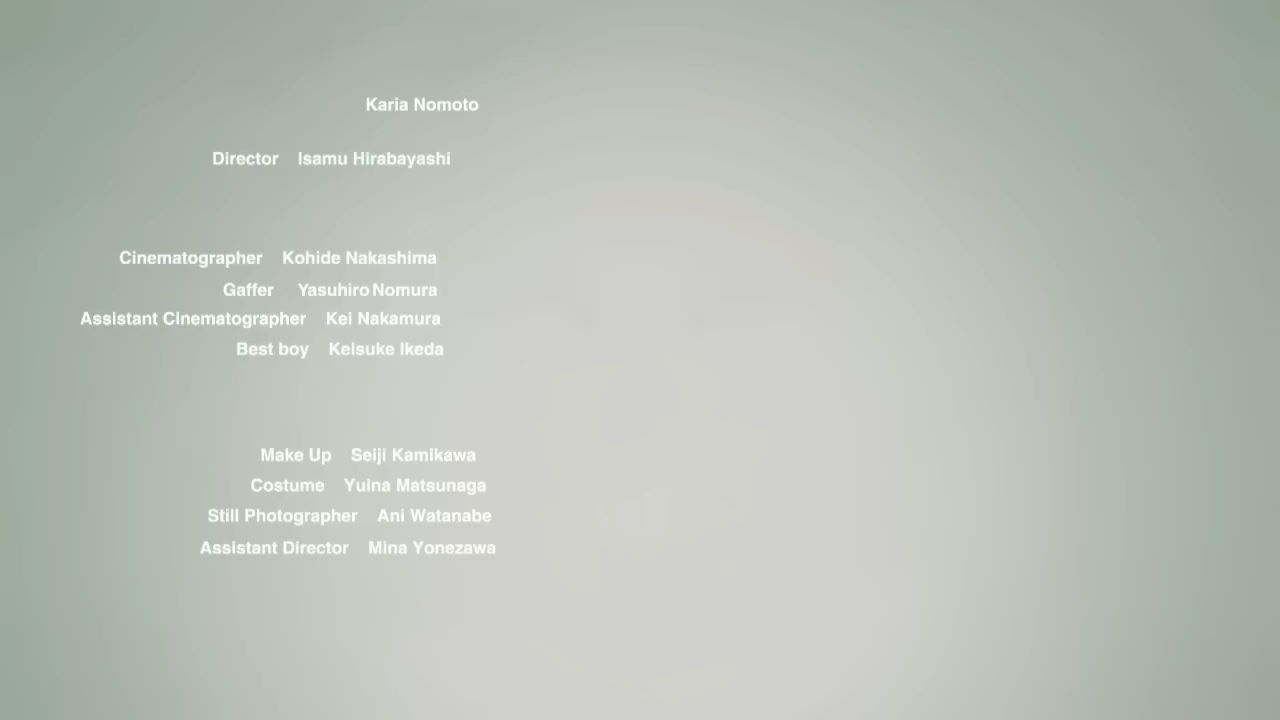 Karia Nomoto
Director Isamu Hirabayashi
Cinematographer Kohide Nakashima
Gaffer Yasuhiro Nomura
Assistant Cinematographer Kei Nakamura
Best boy Keisuke Ikeda
Make Up Seiji Kamikawa
Costume Yuina Matsunaga
Still Photographer Ani Watanabe
Assistant Director Mina Yonezawa